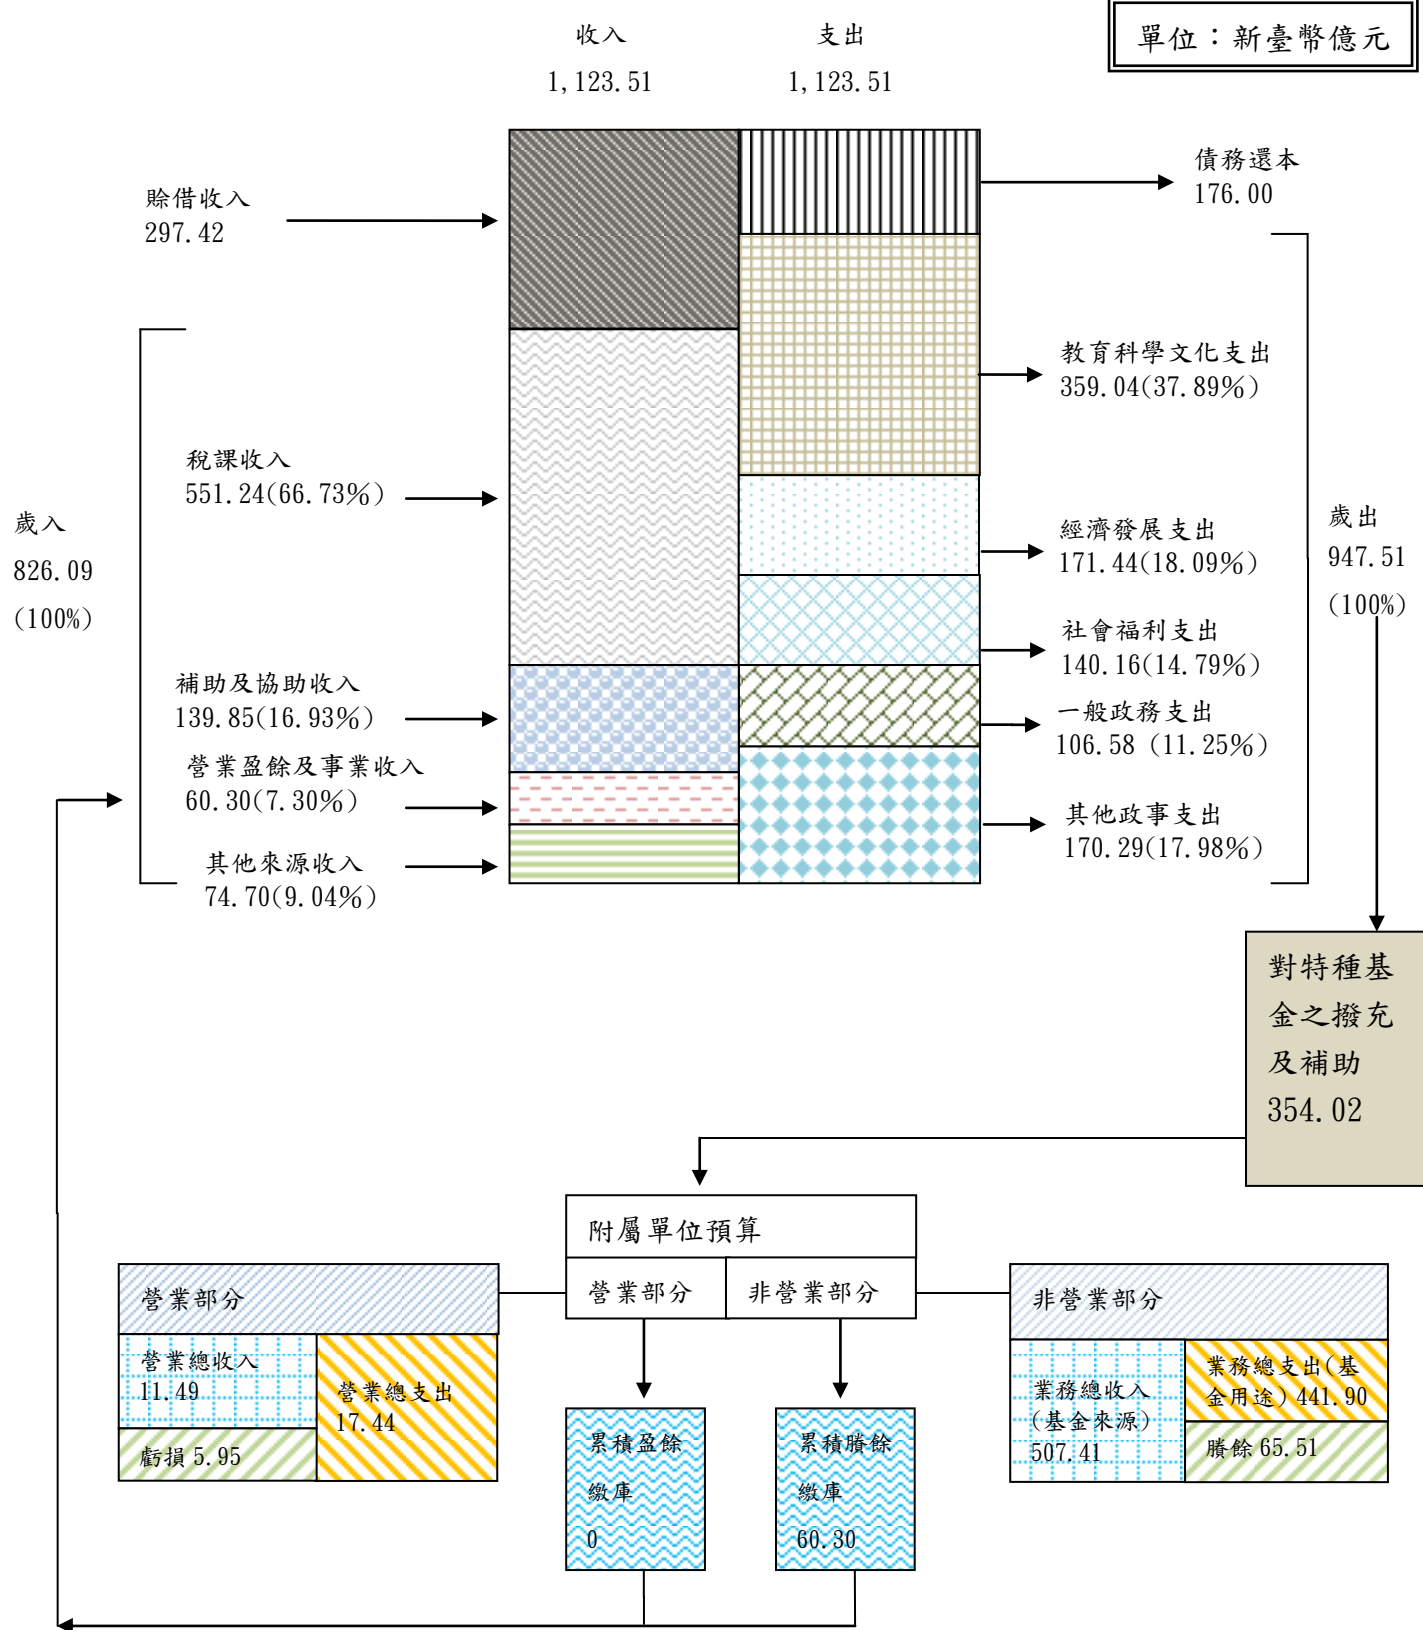 單位：新臺幣億元
收入
1,123.51
支出
1,123.51
賒借收入
297.42
歲入
826.09
(100%)
稅課收入
551.24(66.73%)
補助及協助收入
139.85(16.93%)
營業盈餘及事業收入
60.30(7.30%)
其他來源收入
74.70(9.04%)
債務還本
176.00
教育科學文化支出
359.04(37.89%)
經濟發展支出
171.44(18.09%)
社會福利支出
140.16(14.79%)
一般政務支出
106.58 (11.25%)
其他政事支出
170.29(17.98%)
歲出
947.51
(100%)
對特種基
金之撥充
及補助
354.02
附屬單位預算
營業部分
非營業部分
營業部分
營業總收入
11.49
虧損 5.95
營業總支出
17.44
累積盈餘
繳庫
0
累積賸餘
繳庫
60.30
非營業部分
業務總收入
(基金來源)
507.41
業務總支出(基
金用途)441.90
賸餘 65.51